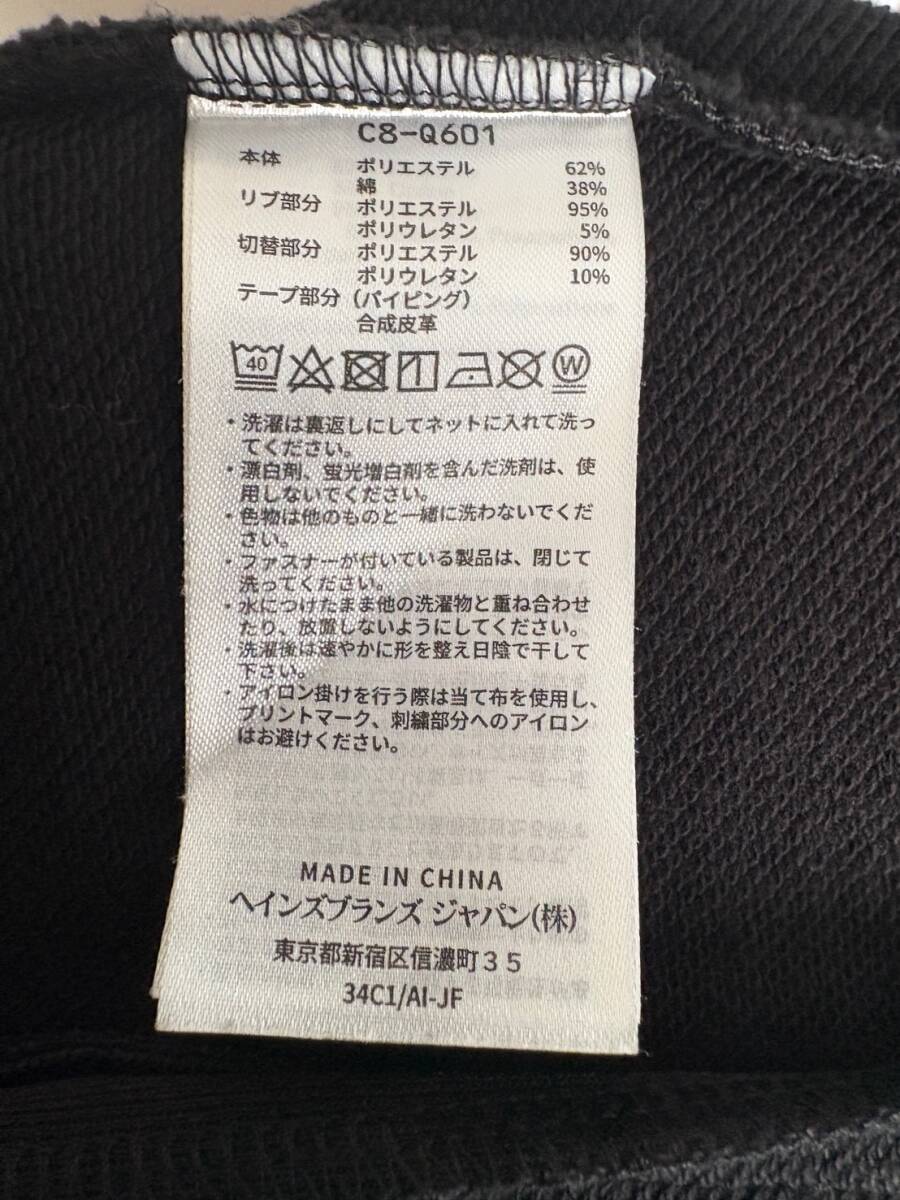 C8-Q601
本体 ポリエステル 62%
綿 38%
リブ部分 ポリエステル 95%
ポリウレタン 5%
切替部分 ポリエステル 90%
ポリウレタン 10%
テープ部分(パイピング)
合成皮革
40 W
・洗濯は裏返しにしてネットに入れて洗っ
てください。
・漂白剤、蛍光増白剤を含んだ洗剤は、使
用しないでください。
・色物は他のものと一緒に洗わないでくだ
さい。
・ファスナーが付いている製品は、閉じて
洗ってください。
・水につけたまま他の洗濯物と重ね合わせ
たり、放置しないようにしてください。
・洗濯後は速やかに形を整え日陰で干して
下さい。
・アイロン掛けを行う際は当て布を使用し、
プリントマーク、刺繍部分へのアイロン
はお避けください。
MADE IN CHINA
ヘインズブランズ ジャパン(株)
東京都新宿区信濃町３５
34C1/AI-JF